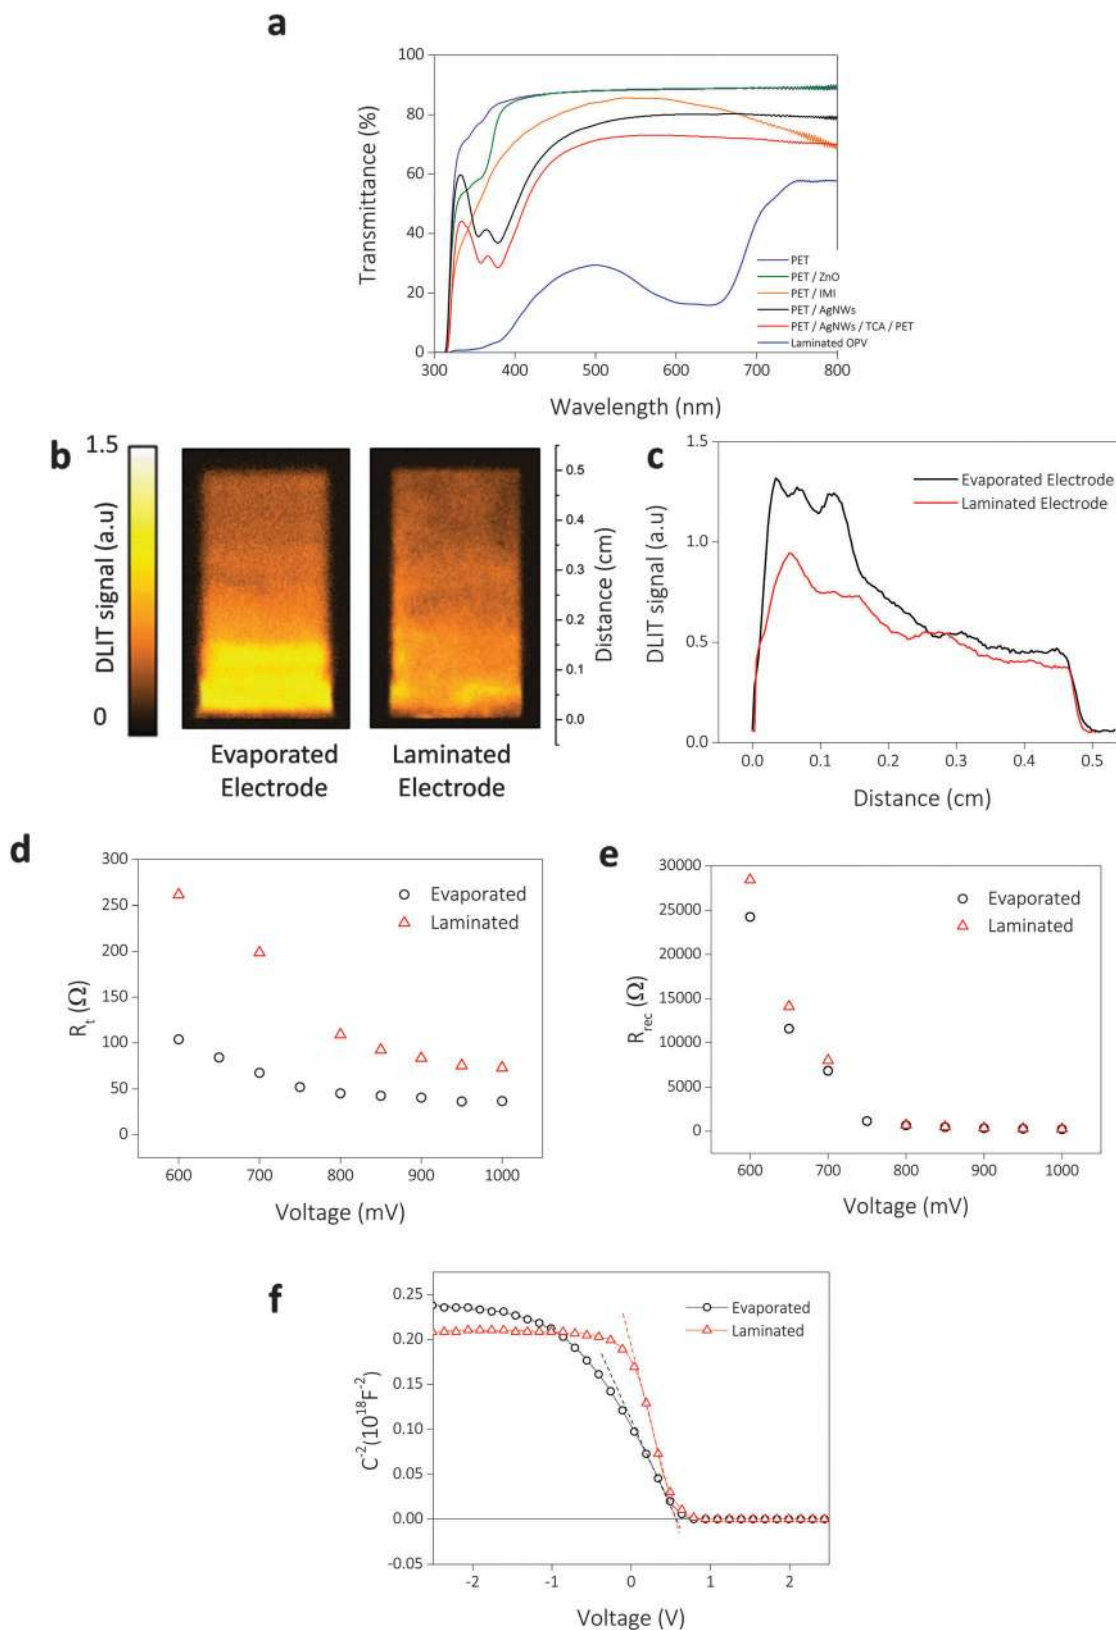 a
100
80
60
40
20
0
Transmittance (%)
300 400 500 600 700 800
Wavelength (nm)
PET
PET / ZnO
PET / IMI
PET / AgNWs
PET / AgNWs / TCA / PET
Laminated OPV
b
1.5
0
DLIT signal (a.u)
Evaporated
Electrode
Laminated
Electrode
0.5
0.4
0.3
0.2
0.1
0.0
Distance (cm)
c
1.5
1.0
0.5
0.0
DLIT signal (a.u)
Evaporated Electrode
Laminated Electrode
0.0 0.1 0.2 0.3 0.4 0.5
Distance (cm)
d
300
250
200
150
100
50
0
Rt (Ω)
Evaporated
Laminated
600 700 800 900 1000
Voltage (mV)
e
30000
25000
20000
15000
10000
5000
0
Rrec (Ω)
Evaporated
Laminated
600 700 800 900 1000
Voltage (mV)
f
0.25
0.20
0.15
0.10
0.05
0.00
-0.05
C⁻²(10¹⁸F⁻²)
Evaporated
Laminated
-2 -1 0 1 2
Voltage (V)